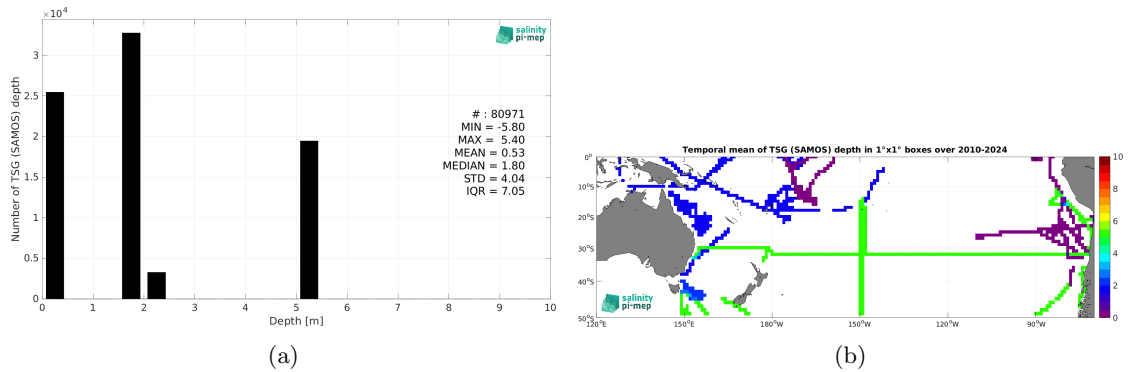 ×10⁴
3
2.5
2
1.5
1
0.5
0
0 1 2 3 4 5 6 7 8 9 10
Depth [m]
Number of TSG (SAMOS) depth
salinity
pi-mep
# : 80971
MIN = -5.80
MAX = 5.40
MEAN = 0.53
MEDIAN = 1.80
STD = 4.04
IQR = 7.05
(a)
Temporal mean of TSG (SAMOS) depth in 1°x1° boxes over 2010-2024
0°
10°S
20°S
30°S
40°S
50°S
120°E 150°E 180°W 150°W 120°W 90°W
10
8
6
4
2
0
salinity
pi-mep
(b)